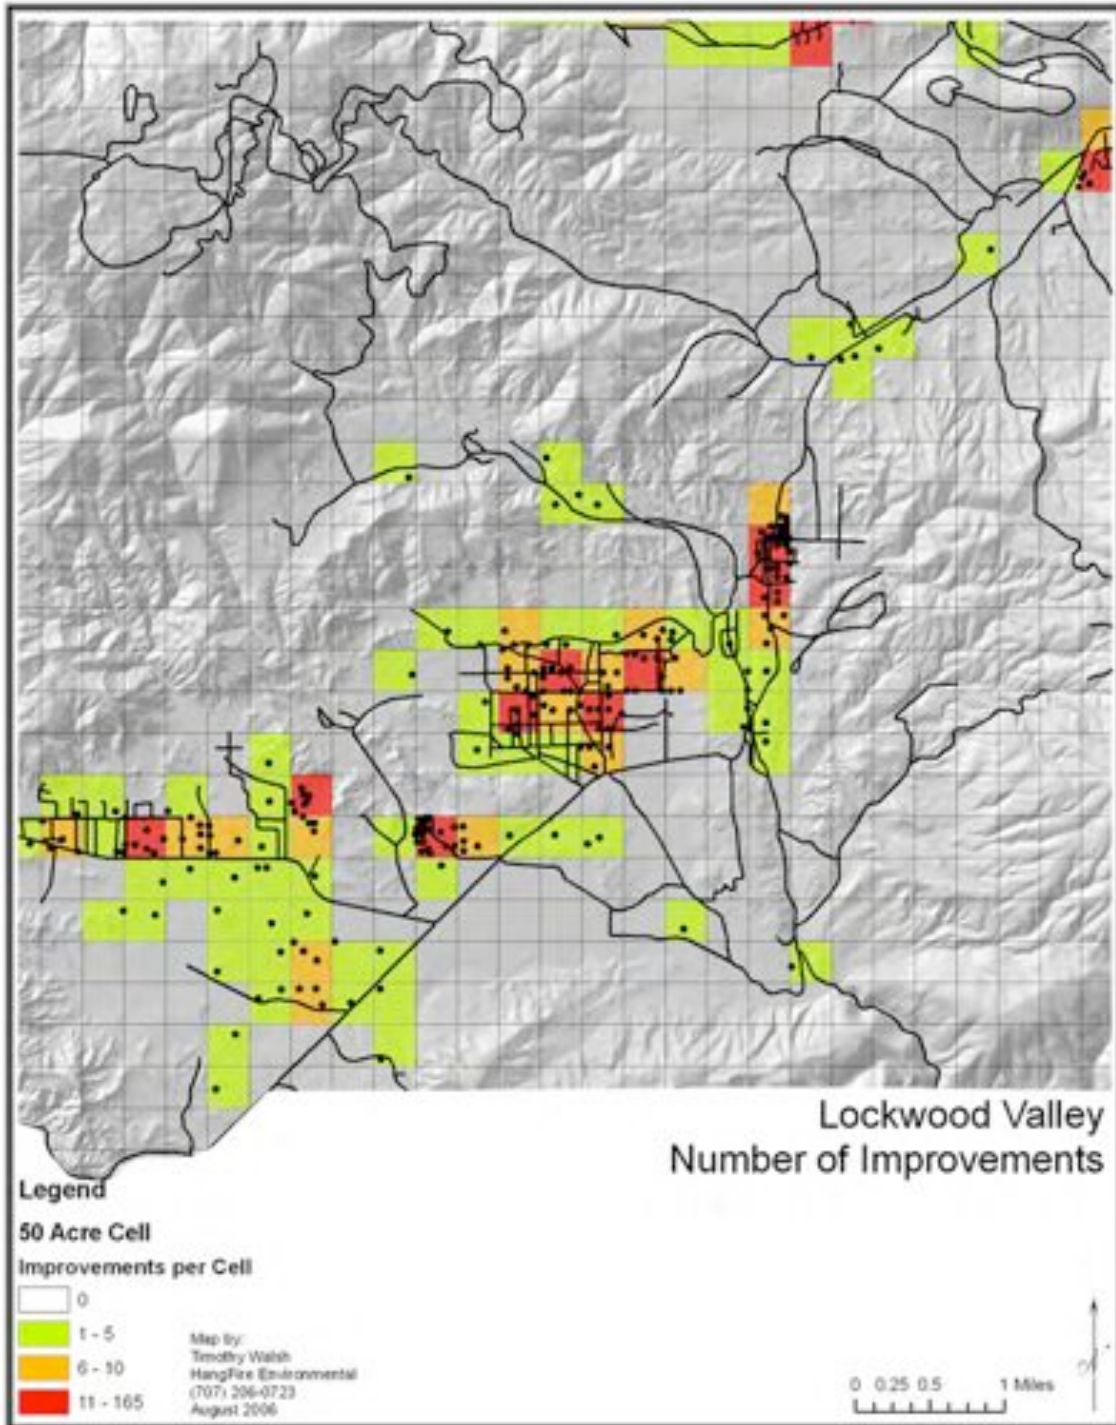 Lockwood Valley
Number of Improvements
Legend
50 Acre Cell
Improvements per Cell
0
1 - 5
6 - 10
11 - 165
Map by:
Timothy Walsh
HangFire Environmental
(707) 206-0723
August 2006
0 0.25 0.5 1 Miles